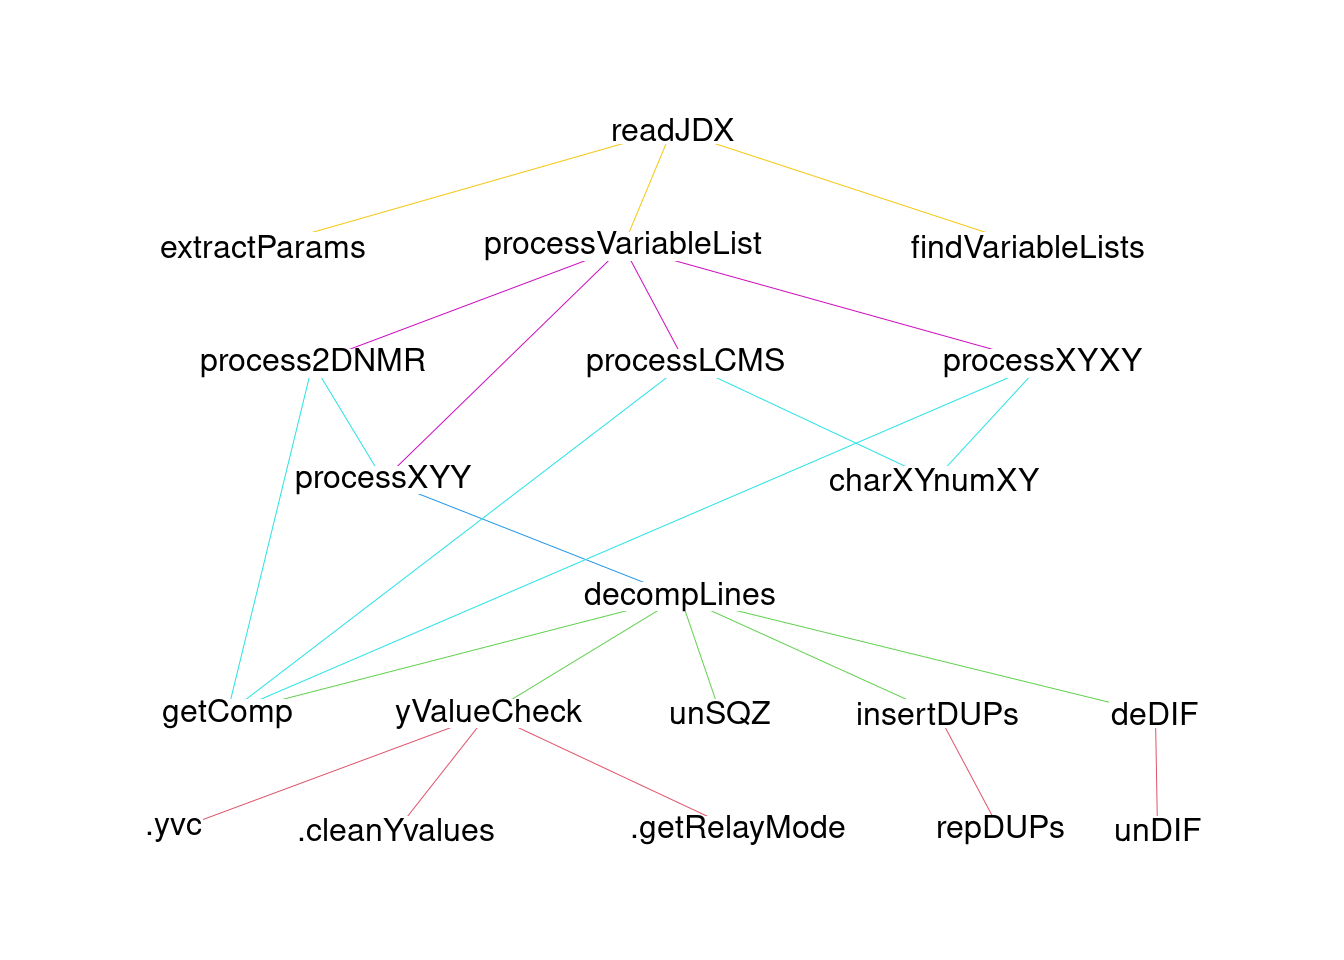 readJDX
extractParams processVariableList findVariableLists
process2DNMR processLCMS processXYXY
processXYY charXYnumXY
decompLines
getComp yValueCheck unSQZ insertDUPs deDIF
.yvc .cleanYvalues .getRelayMode repDUPs unDIF